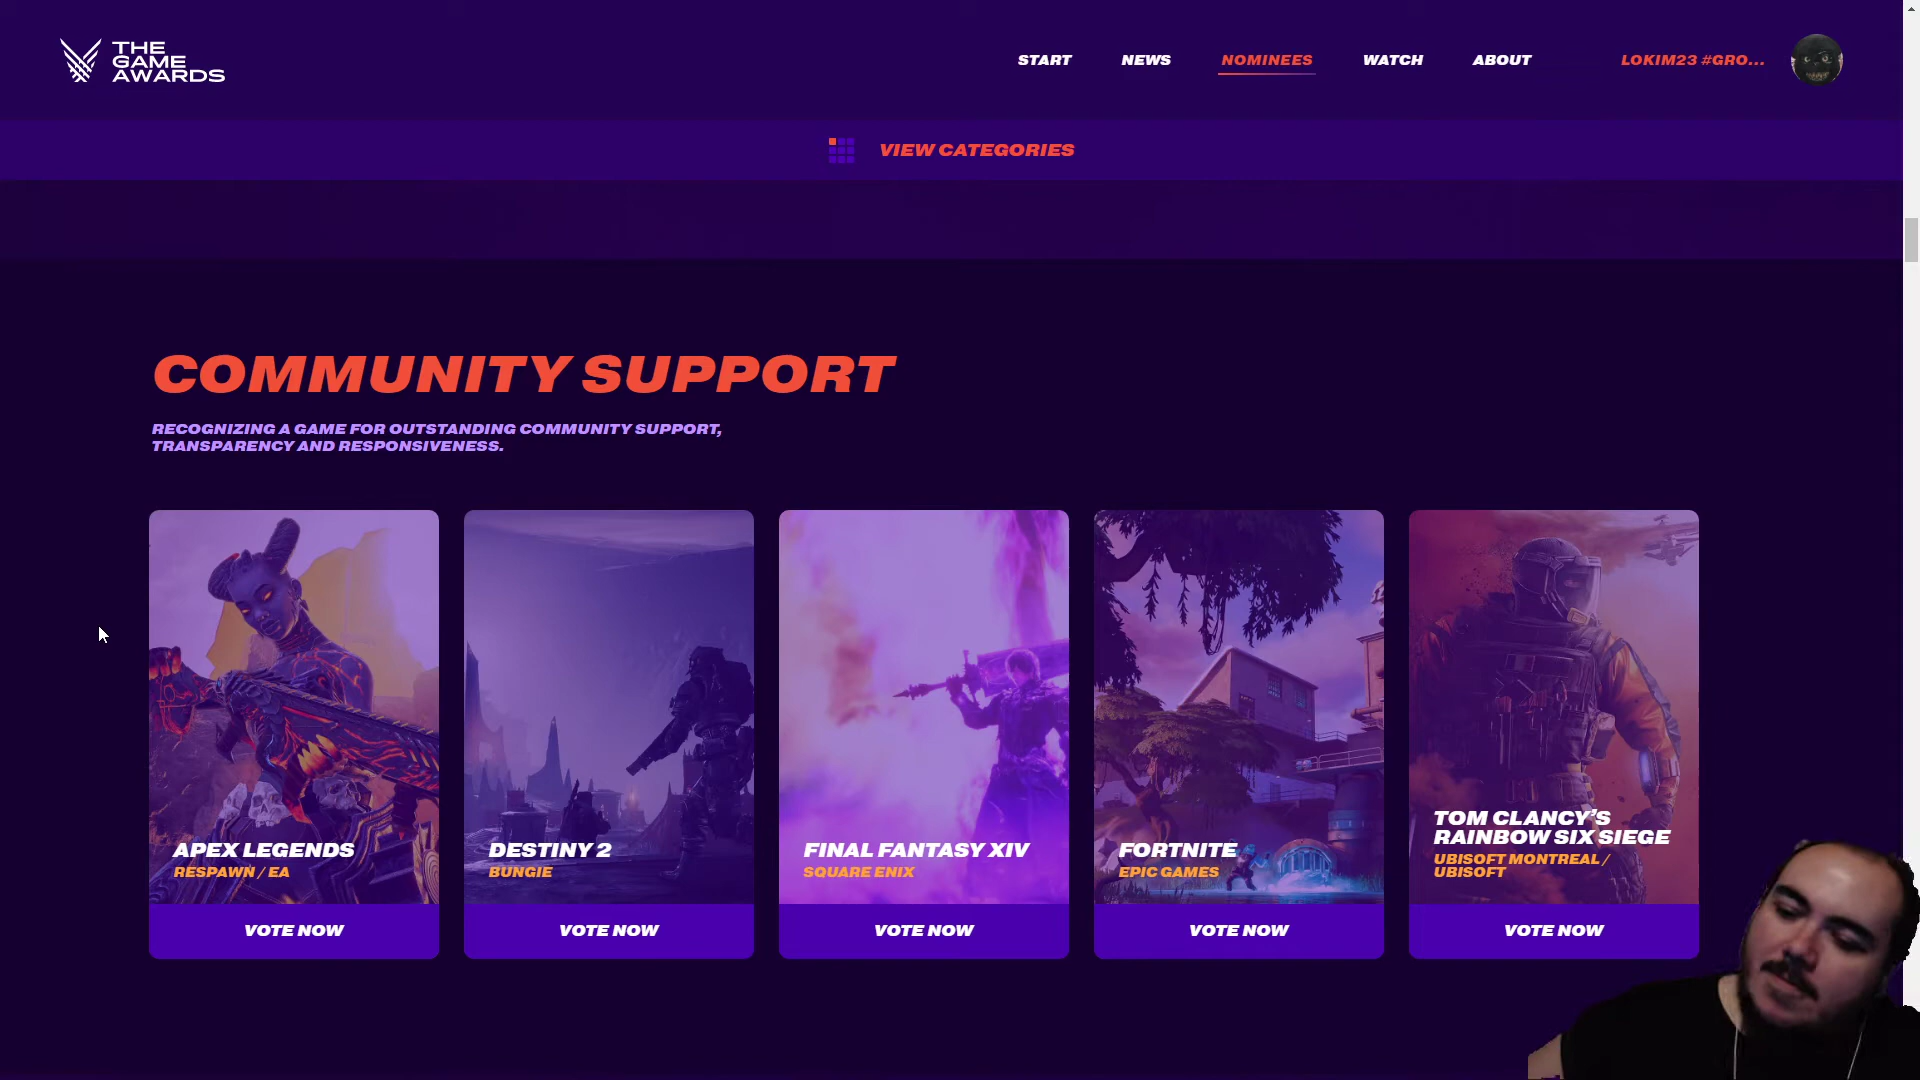 THE
GAME
AWARDS
START
NEWS
NOMINEES
WATCH
ABOUT
LOKIM23 #GRO...
VIEW CATEGORIES
COMMUNITY SUPPORT
RECOGNIZING A GAME FOR OUTSTANDING COMMUNITY SUPPORT,
TRANSPARENCY AND RESPONSIVENESS.
APEX LEGENDS
RESPAWN / EA
VOTE NOW
DESTINY 2
BUNGIE
VOTE NOW
FINAL FANTASY XIV
SQUARE ENIX
VOTE NOW
FORTNITE
EPIC GAMES
VOTE NOW
TOM CLANCY'S
RAINBOW SIX SIEGE
UBISOFT MONTREAL /
UBISOFT
VOTE NOW